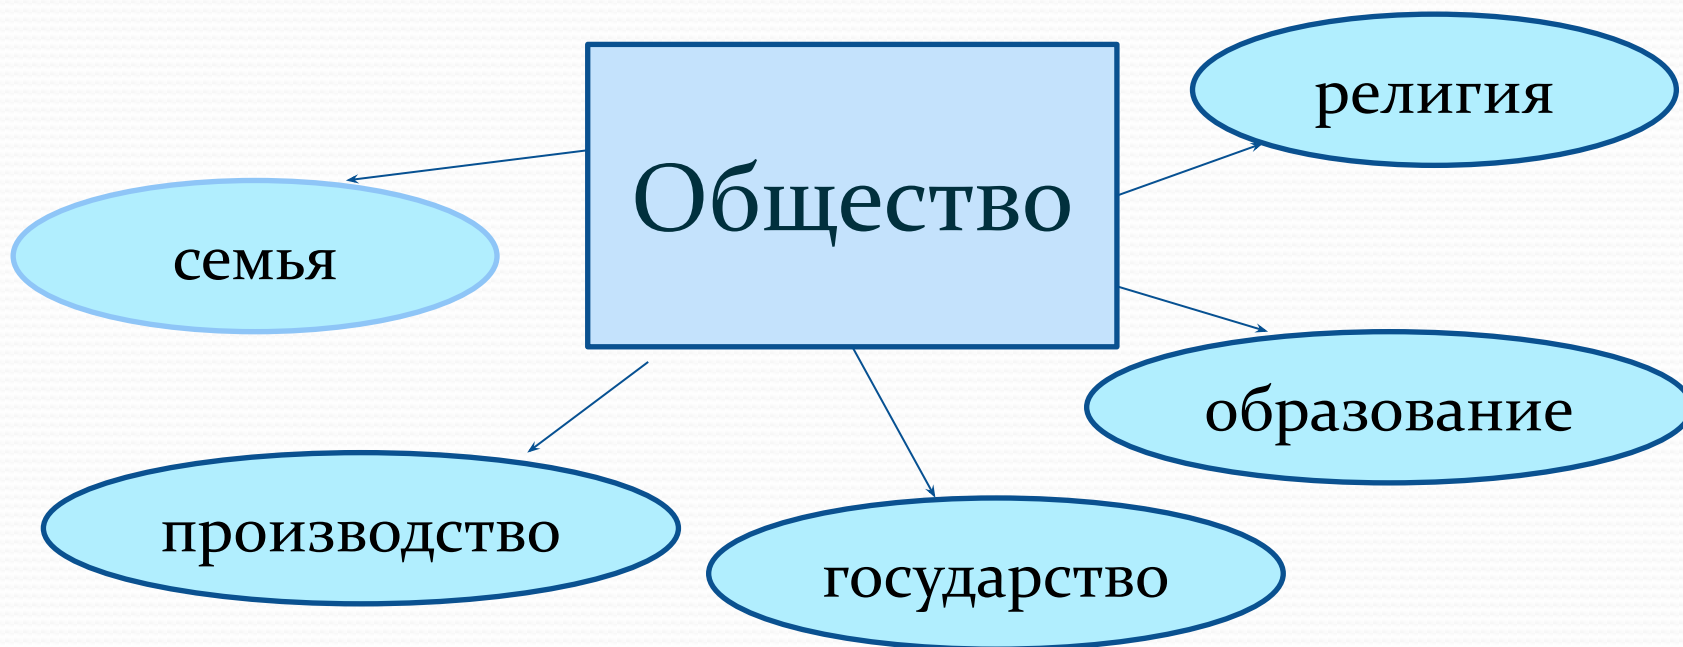 религия
Общество
семья
образование
производство
государство